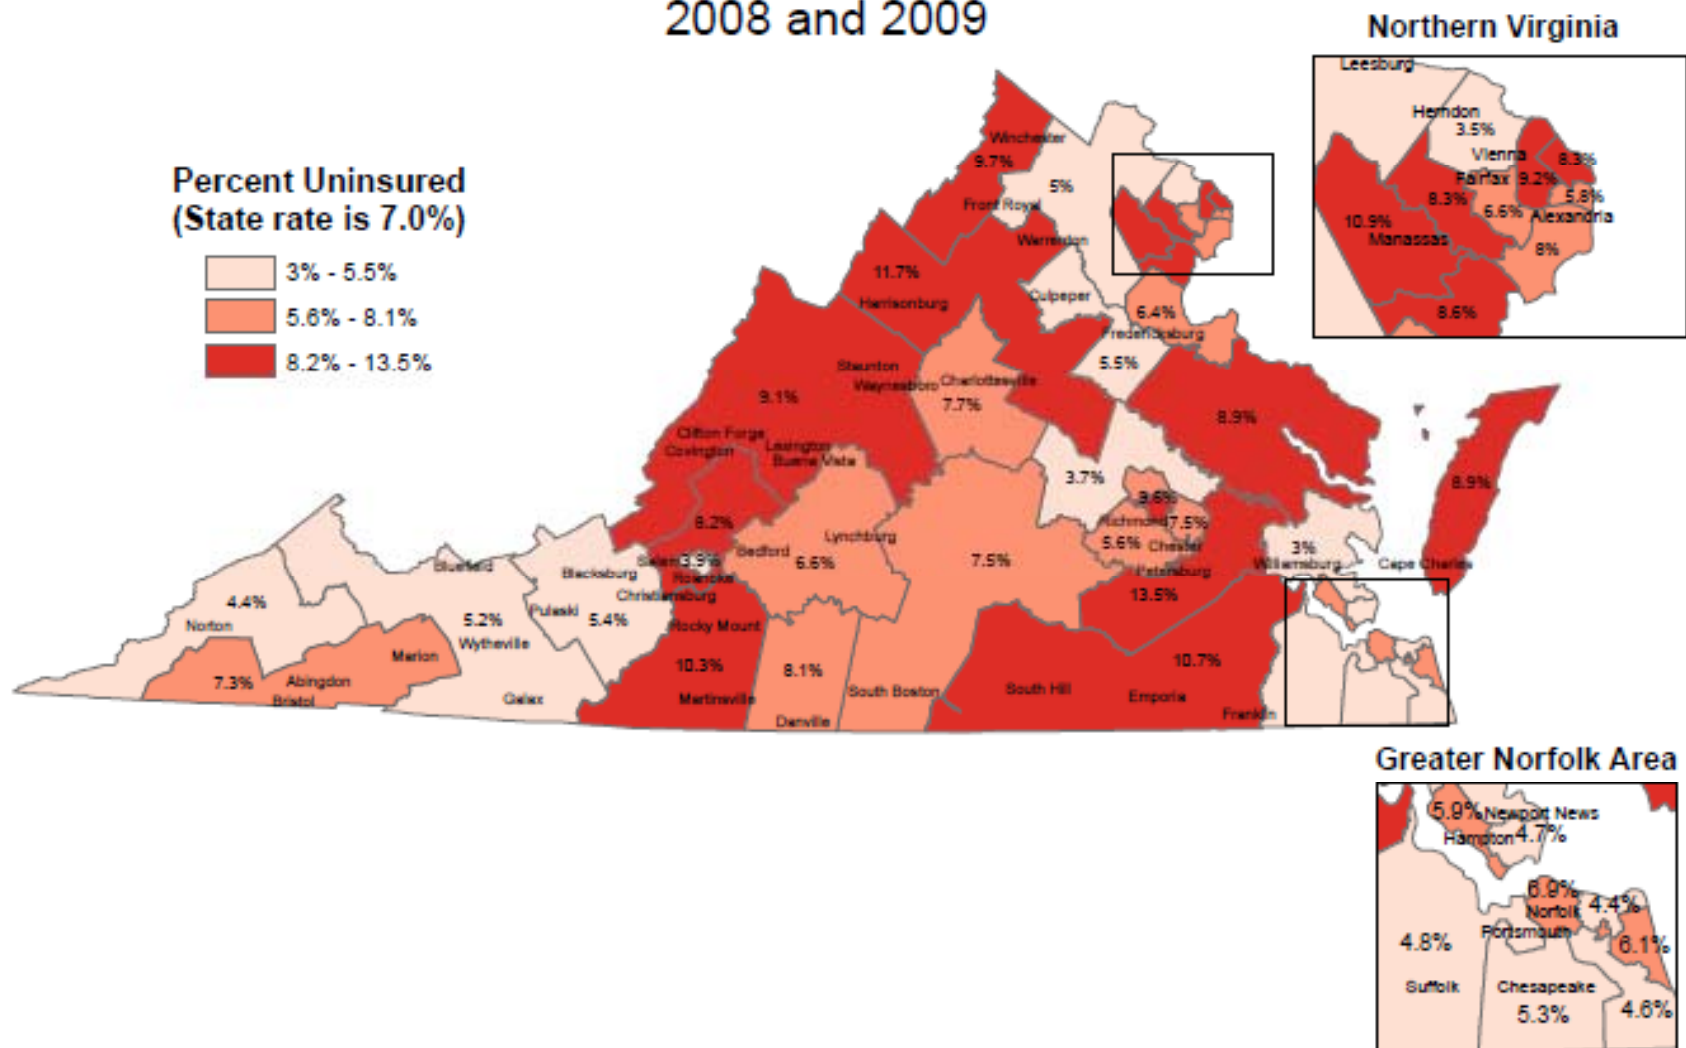 2008 and 2009
Northern Virginia
Leesburg
Herndon
3.5%
Vienna
8.3%
Fairfax
9.2%
8.3%
5.8%
6.6%
Alexandria
10.9%
Manassas
8%
8.6%
Percent Uninsured
(State rate is 7.0%)
3% - 5.5%
5.6% - 8.1%
8.2% - 13.5%
Winchester
9.7%
5%
Front Royal
Warrenton
11.7%
Harrisonburg
Culpeper
6.4%
Fredericksburg
5.5%
Staunton
Waynesboro
Charlottesville
7.7%
9.1%
8.9%
Clifton Forge
Covington
Lexington
Buena Vista
3.7%
8.9%
9.6%
Richmond
7.5%
8.2%
Lynchburg
5.6%
Chester
Bedford
6.6%
7.5%
3%
Williamsburg
Cape Charles
Salem
3.9%
Roanoke
Petersburg
Bluefield
Blacksburg
Christiansburg
13.5%
4.4%
Norton
5.2%
Wytheville
Pulaski
5.4%
Rocky Mount
Marion
10.3%
8.1%
10.7%
7.3%
Abingdon
Bristol
Galax
Martinsville
South Boston
South Hill
Emporia
Danville
Franklin
Greater Norfolk Area
5.9%
Newport News
Hampton
4.7%
6.9%
Norfolk
4.4%
Portsmouth
4.8%
6.1%
Suffolk
Chesapeake
5.3%
4.6%